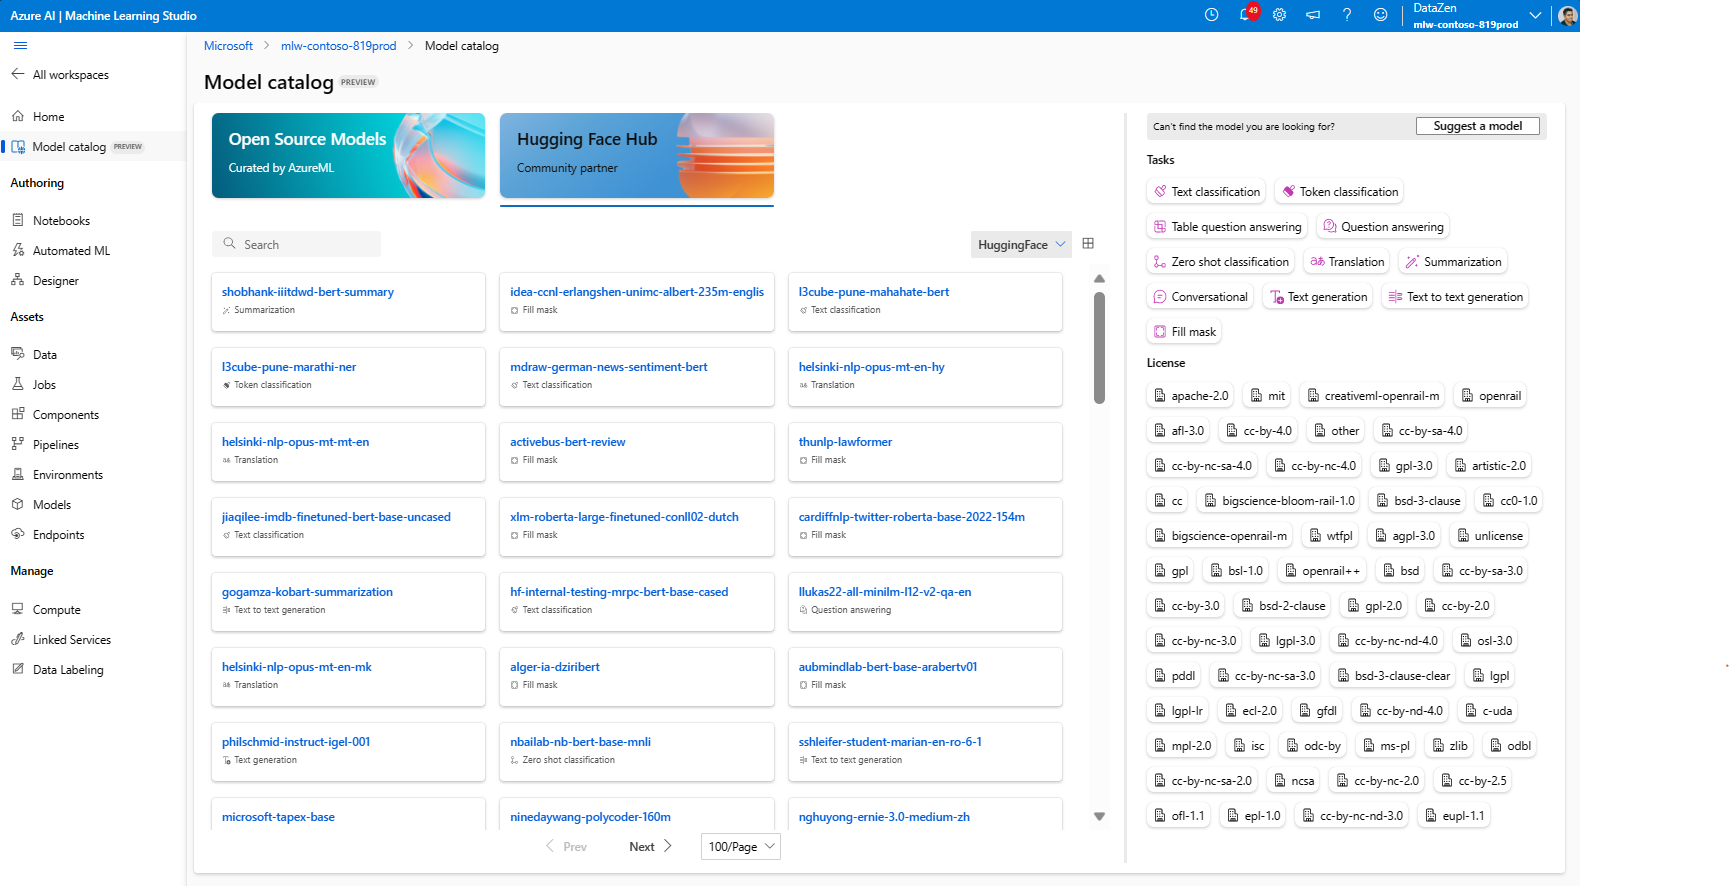 Azure AI | Machine Learning Studio
49
DataZen
mlw-contoso-819prod
All workspaces
Home
Model catalog PREVIEW
Authoring
Notebooks
Automated ML
Designer
Assets
Data
Jobs
Components
Pipelines
Environments
Models
Endpoints
Manage
Compute
Linked Services
Data Labeling
Microsoft > mlw-contoso-819prod > Model catalog
Model catalog PREVIEW
Open Source Models
Curated by AzureML
Hugging Face Hub
Community partner
Search
HuggingFace
shobhank-iiitdwd-bert-summary
Summarization
idea-ccnl-erlangshen-unimc-albert-235m-englis
Fill mask
l3cube-pune-mahahate-bert
Text classification
l3cube-pune-marathi-ner
Token classification
mdraw-german-news-sentiment-bert
Text classification
helsinki-nlp-opus-mt-en-hy
Translation
helsinki-nlp-opus-mt-mt-en
Translation
activebus-bert-review
Fill mask
thunlp-lawformer
Fill mask
jiaqilee-imdb-finetuned-bert-base-uncased
Text classification
xlm-roberta-large-finetuned-conll02-dutch
Fill mask
cardiffnlp-twitter-roberta-base-2022-154m
Fill mask
gogamza-kobart-summarization
Text to text generation
hf-internal-testing-mrpc-bert-base-cased
Text classification
llukas22-all-minilm-l12-v2-qa-en
Question answering
helsinki-nlp-opus-mt-en-mk
Translation
alger-ia-dziribert
Fill mask
aubmindlab-bert-base-arabertv01
Fill mask
philschmid-instruct-igel-001
Text generation
nbailab-nb-bert-base-mnli
Zero shot classification
sshleifer-student-marian-en-ro-6-1
Text to text generation
microsoft-tapex-base
ninedaywang-polycoder-160m
nghuyong-ernie-3.0-medium-zh
Prev
Next
100/Page
Can't find the model you are looking for?
Suggest a model
Tasks
Text classification
Token classification
Table question answering
Question answering
Zero shot classification
Translation
Summarization
Conversational
Text generation
Text to text generation
Fill mask
License
apache-2.0
mit
creativeml-openrail-m
openrail
afl-3.0
cc-by-4.0
other
cc-by-sa-4.0
cc-by-nc-sa-4.0
cc-by-nc-4.0
gpl-3.0
artistic-2.0
cc
bigscience-bloom-rail-1.0
bsd-3-clause
cc0-1.0
bigscience-openrail-m
wtfpl
agpl-3.0
unlicense
gpl
bsl-1.0
openrail++
bsd
cc-by-sa-3.0
cc-by-3.0
bsd-2-clause
gpl-2.0
cc-by-2.0
cc-by-nc-3.0
lgpl-3.0
cc-by-nc-nd-4.0
osl-3.0
pddl
cc-by-nc-sa-3.0
bsd-3-clause-clear
lgpl
lgpl-lr
ecl-2.0
gfdl
cc-by-nd-4.0
c-uda
mpl-2.0
isc
odc-by
ms-pl
zlib
odbl
cc-by-nc-sa-2.0
ncsa
cc-by-nc-2.0
cc-by-2.5
ofl-1.1
epl-1.0
cc-by-nc-nd-3.0
eupl-1.1